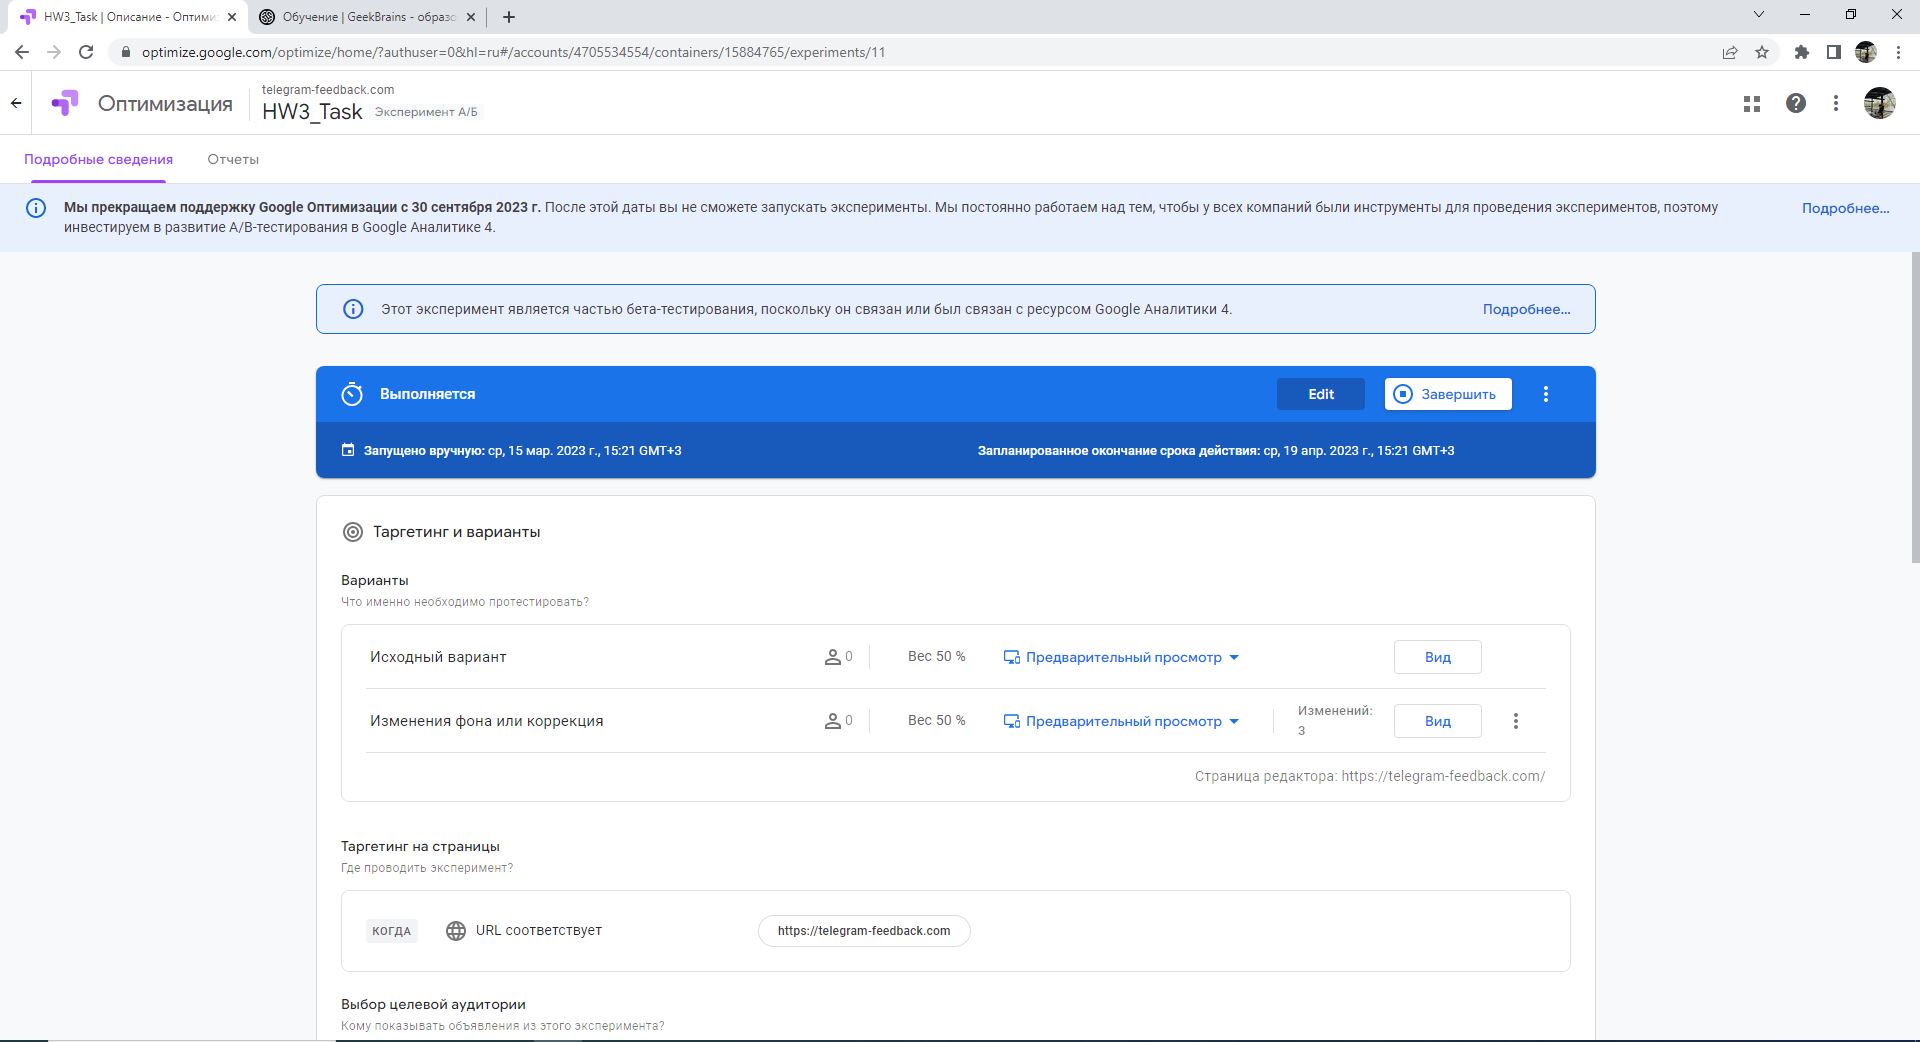 HW3_Task | Описание - Оптими
Обучение | GeekBrains - образо
optimize.google.com/optimize/home/?authuser=0&hl=ru#/accounts/4705534554/containers/15884765/experiments/11
Оптимизация
telegram-feedback.com
HW3_Task Эксперимент А/Б
Подробные сведения Отчеты
Мы прекращаем поддержку Google Оптимизации с 30 сентября 2023 г. После этой даты вы не сможете запускать эксперименты. Мы постоянно работаем над тем, чтобы у всех компаний были инструменты для проведения экспериментов, поэтому
инвестируем в развитие A/B-тестирования в Google Аналитике 4.
Подробнее...
Этот эксперимент является частью бета-тестирования, поскольку он связан или был связан с ресурсом Google Аналитики 4. Подробнее...
Выполняется Edit Завершить
Запущено вручную: ср, 15 мар. 2023 г., 15:21 GMT+3 Запланированное окончание срока действия: ср, 19 апр. 2023 г., 15:21 GMT+3
Таргетинг и варианты
Варианты
Что именно необходимо протестировать?
Исходный вариант 0 Вес 50 % Предварительный просмотр Вид
Изменения фона или коррекция 0 Вес 50 % Предварительный просмотр Изменений: 3 Вид
Страница редактора: https://telegram-feedback.com/
Таргетинг на страницы
Где проводить эксперимент?
КОГДА URL соответствует https://telegram-feedback.com
Выбор целевой аудитории
Кому показывать объявления из этого эксперимента?